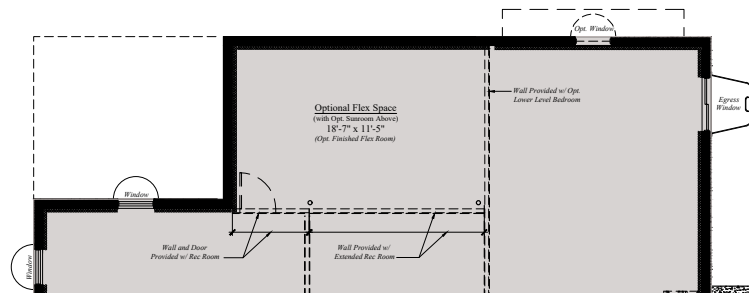 Opt. Window
Wall Provided w/ Opt.
Lower Level Bedroom
Egress
Window
Optional Flex Space
(with Opt. Sunroom Above)
18'-7" x 11'-5"
(Opt. Finished Flex Room)
Window
Window
Wall and Door
Provided w/ Rec Room
Wall Provided w/
Extended Rec Room